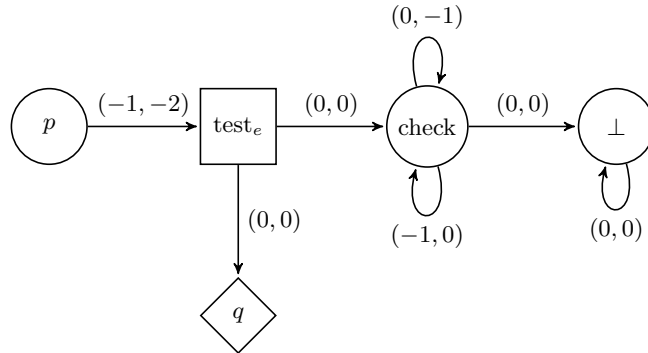 (0, −1)
(−1, −2)
(0, 0)
(0, 0)
p
test_e
check
⊥
(0, 0)
(−1, 0)
(0, 0)
q